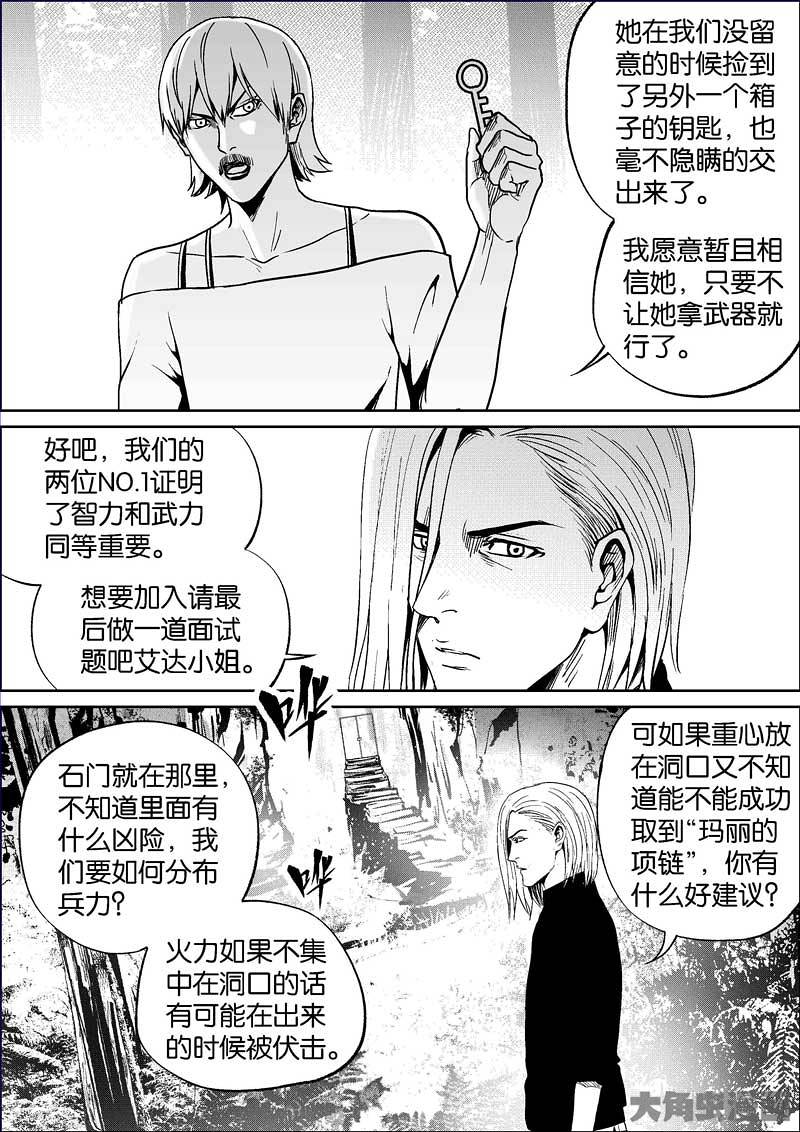 她在我们没留
意的时候捡到
了另外一个箱
子的钥匙，也
毫不隐瞒的交
出来了。
我愿意暂且相
信她，只要不
让她拿武器就
行了。
好吧，我们的
两位NO.1证明
了智力和武力
同等重要。
想要加入请最
后做一道面试
题吧艾达小姐。
哗
石门就在那里，
不知道里面有
什么凶险，我
们要如何分布
兵力？
哗
火力如果不集
中在洞口的话
有可能在出来
的时候被伏击。
可如果重心放
在洞口又不知
道能不能成功
取到“玛丽的
项链”，你有
什么好建议？
大角虫漫画